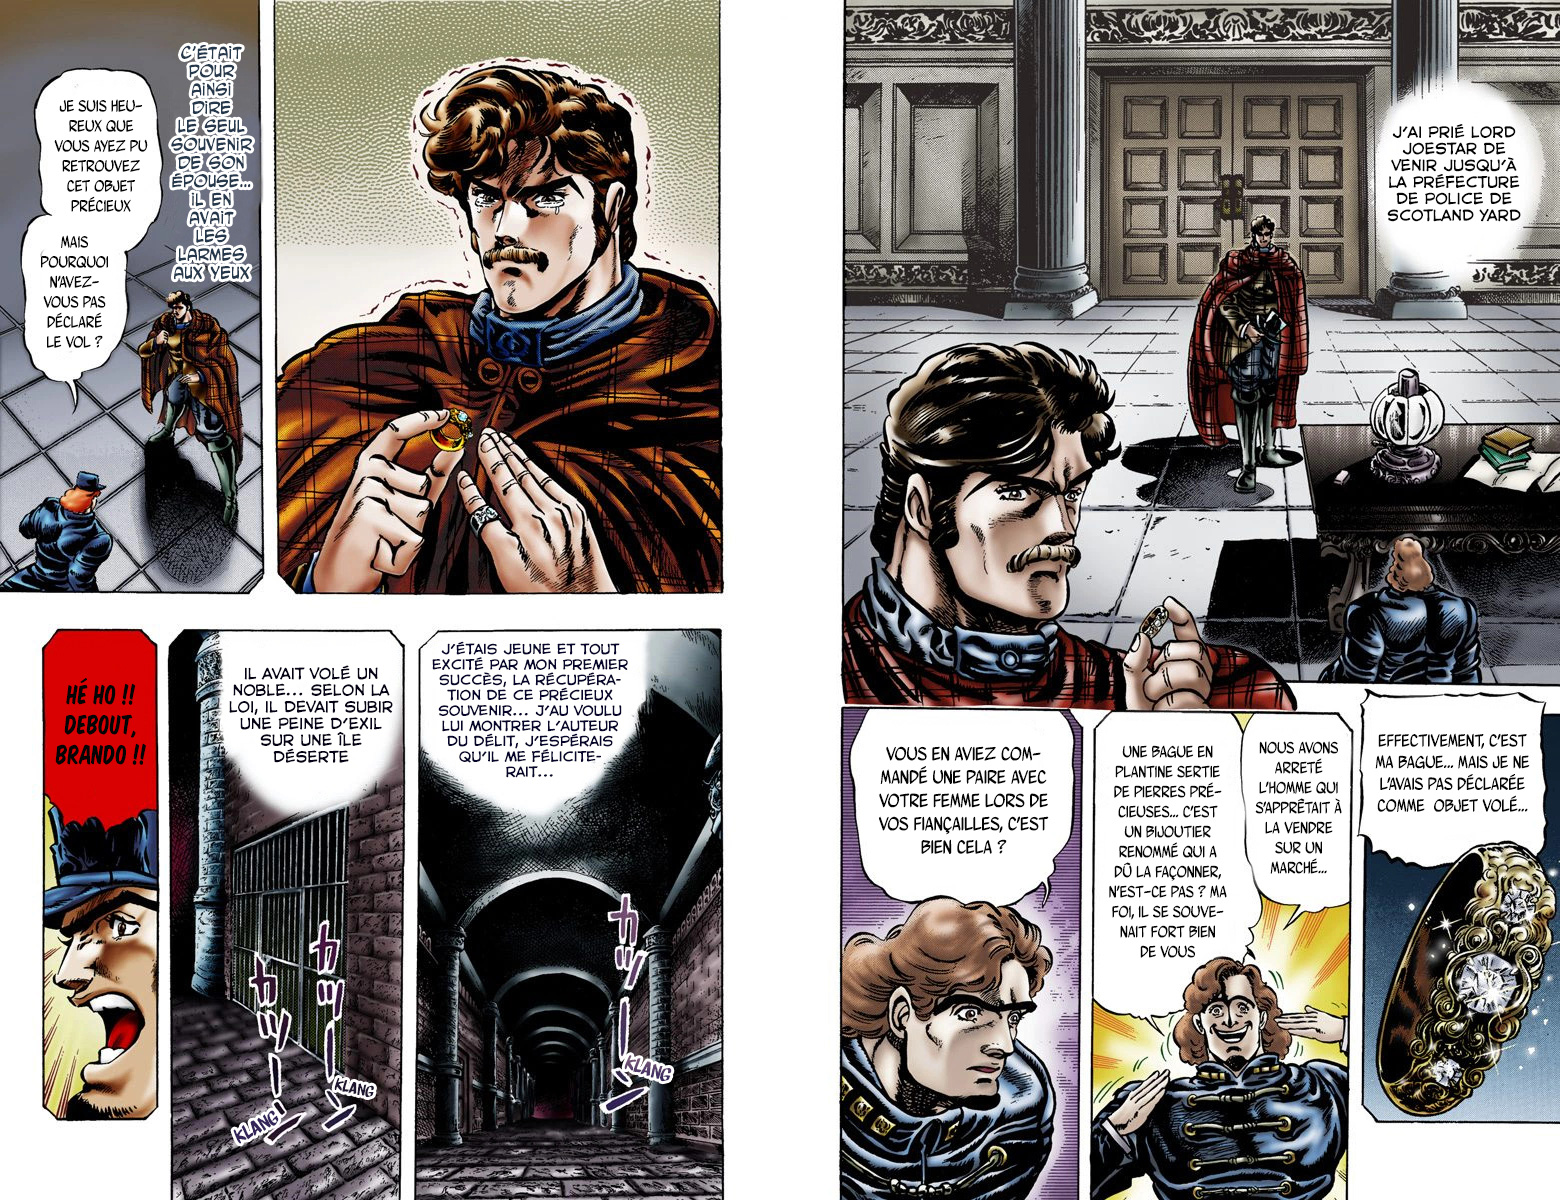 J'AI PRIÉ LORD
JOESTAR DE
VENIR JUSQU'À
LA PRÉFECTURE
DE POLICE DE
SCOTLAND YARD
EFFECTIVEMENT, C'EST
MA BAGUE... MAIS JE NE
L'AVAIS PAS DÉCLARÉE
COMME OBJET VOLÉ...
NOUS AVONS
ARRETÉ
L'HOMME QUI
S'APPRÊTAIT À
LA VENDRE
SUR UN
MARCHÉ...
UNE BAGUE EN
PLANTINE SERTIE
DE PIERRES PRÉ-
CIEUSES... C'EST
UN BIJOUTIER
RENOMMÉ QUI A
DÛ LA FAÇONNER,
N'EST-CE PAS ? MA
FOI, IL SE SOUVE-
NAIT FORT BIEN
DE VOUS
VOUS EN AVIEZ COM-
MANDÉ UNE PAIRE AVEC
VOTRE FEMME LORS DE
VOS FIANÇAILLES, C'EST
BIEN CELA ?
C'ÉTAIT
POUR
AINSI
DIRE
LE SEUL
SOUVENIR
DE SON
ÉPOUSE...
IL EN
AVAIT
LES
LARMES
AUX YEUX
JE SUIS HEU-
REUX QUE
VOUS AYEZ PU
RETROUVEZ
CET OBJET
PRÉCIEUX
MAIS
POURQUOI
N'AVEZ-
VOUS PAS
DÉCLARÉ
LE VOL ?
J'ÉTAIS JEUNE ET TOUT
EXCITÉ PAR MON PREMIER
SUCCÈS, LA RÉCUPÉRA-
TION DE CE PRÉCIEUX
SOUVENIR... J'AU VOULU
LUI MONTRER L'AUTEUR
DU DÉLIT, J'ESPÉRAIS
QU'IL ME FÉLICITE-
RAIT...
カツーン
KLANG
IL AVAIT VOLÉ UN
NOBLE... SELON LA
LOI, IL DEVAIT SUBIR
UNE PEINE D'EXIL
SUR UNE ÎLE
DÉSERTE
カツーン
KLANG
カツーン
KLANG
HÉ HO !!
DEBOUT,
BRANDO !!